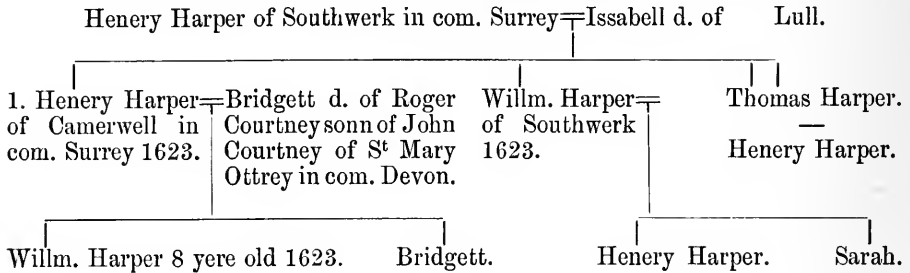 Henery Harper of Southwerk in com. Surrey=Issabell d. of Lull.
1. Henery Harper=Bridgett d. of Roger
of Camerwell in Courtney sonn of John
com. Surrey 1623. Courtney of St Mary
Ottrey in com. Devon.
Willm. Harper=
of Southwerk
1623.
Thomas Harper.
—
Henery Harper.
Willm. Harper 8 yere old 1623. Bridgett. Henery Harper. Sarah.